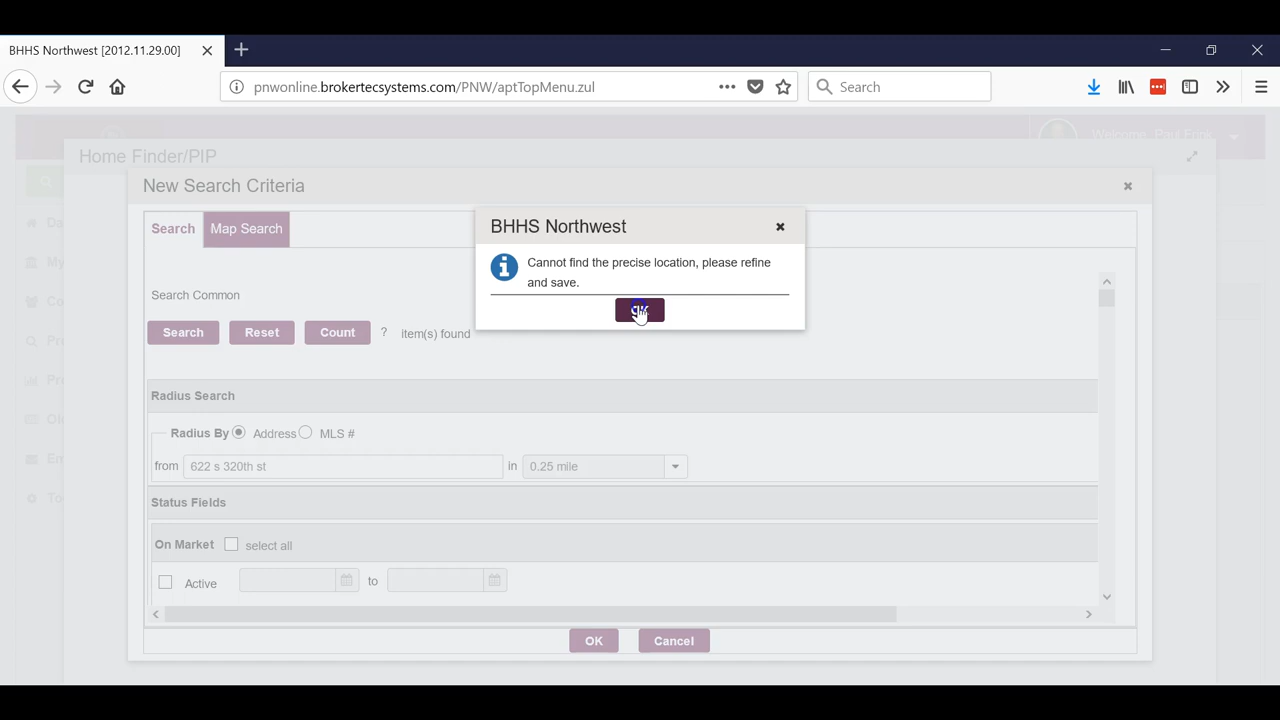 BHHS Northwest [2012.11.29.00]
pnwonline.brokertecsystems.com/PNW/aptTopMenu.zul
Search
Welcome, Paul Erink
Home Finder/PIP
New Search Criteria
Search Map Search
BHHS Northwest
Cannot find the precise location, please refine
and save.
Search Common
Search Reset Count ? item(s) found
Radius Search
Radius By Address MLS #
from 622 s 320th st in 0.25 mile
Status Fields
On Market select all
Active to
OK Cancel